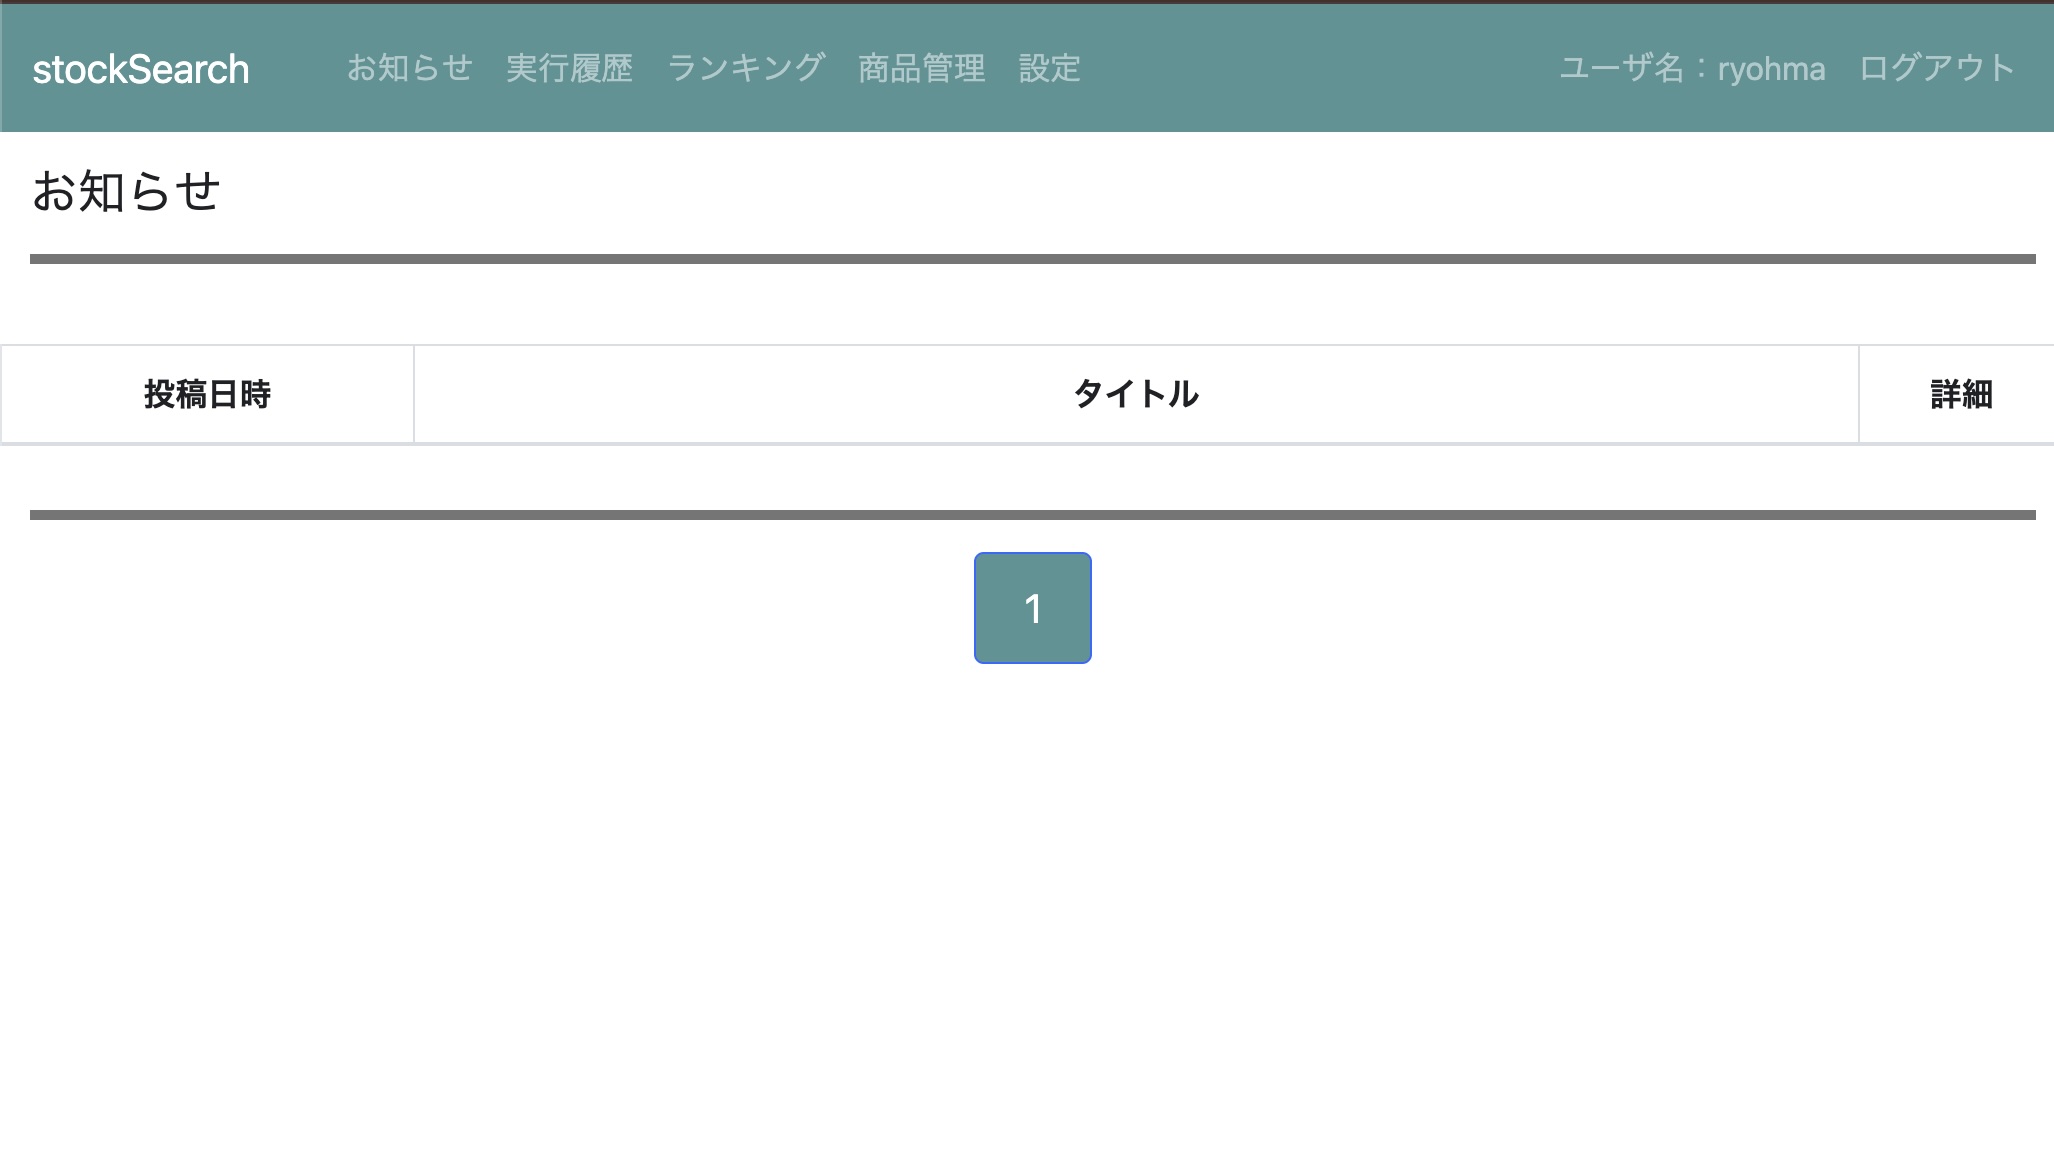 stockSearch お知らせ 実行履歴 ランキング 商品管理 設定 ユーザ名：ryohma ログアウト
お知らせ
投稿日時 タイトル 詳細
1